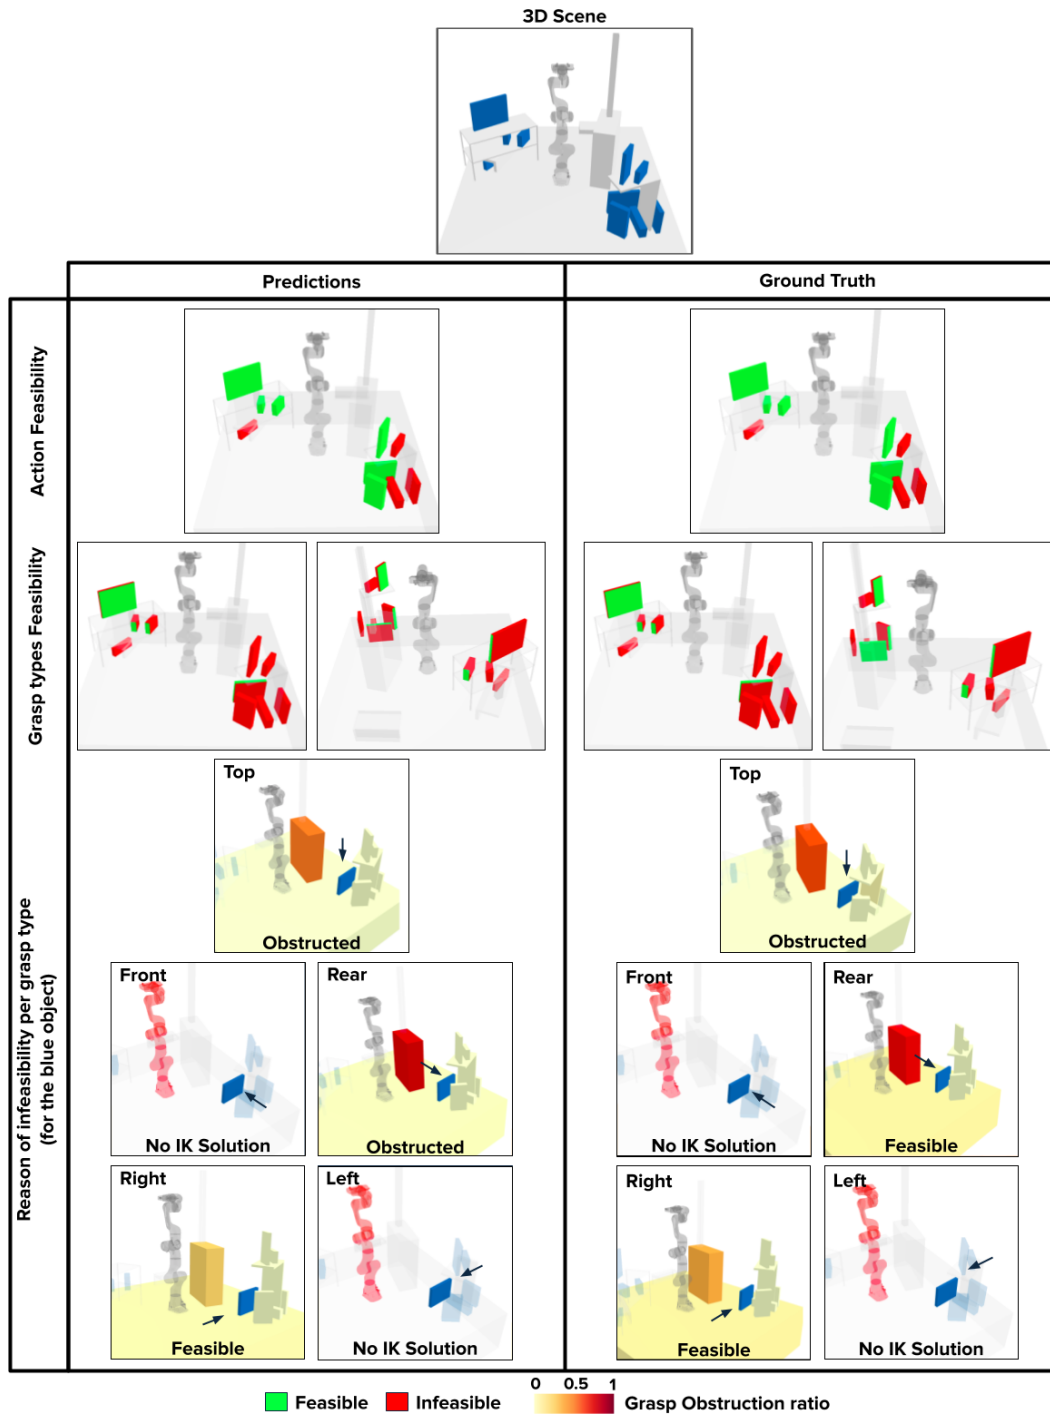 3D Scene
Predictions
Ground Truth
Action Feasibility
Grasp types Feasibility
Reason of infeasibility per grasp type
(for the blue object)
Top
Obstructed
Top
Obstructed
Front
No IK Solution
Rear
Obstructed
Front
No IK Solution
Rear
Feasible
Right
Feasible
Left
No IK Solution
Right
Feasible
Left
No IK Solution
Feasible
Infeasible
0 0.5 1
Grasp Obstruction ratio